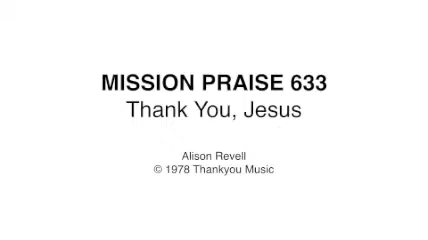 MISSION PRAISE 633
Thank You, Jesus
Alison Revell
© 1978 Thankyou Music